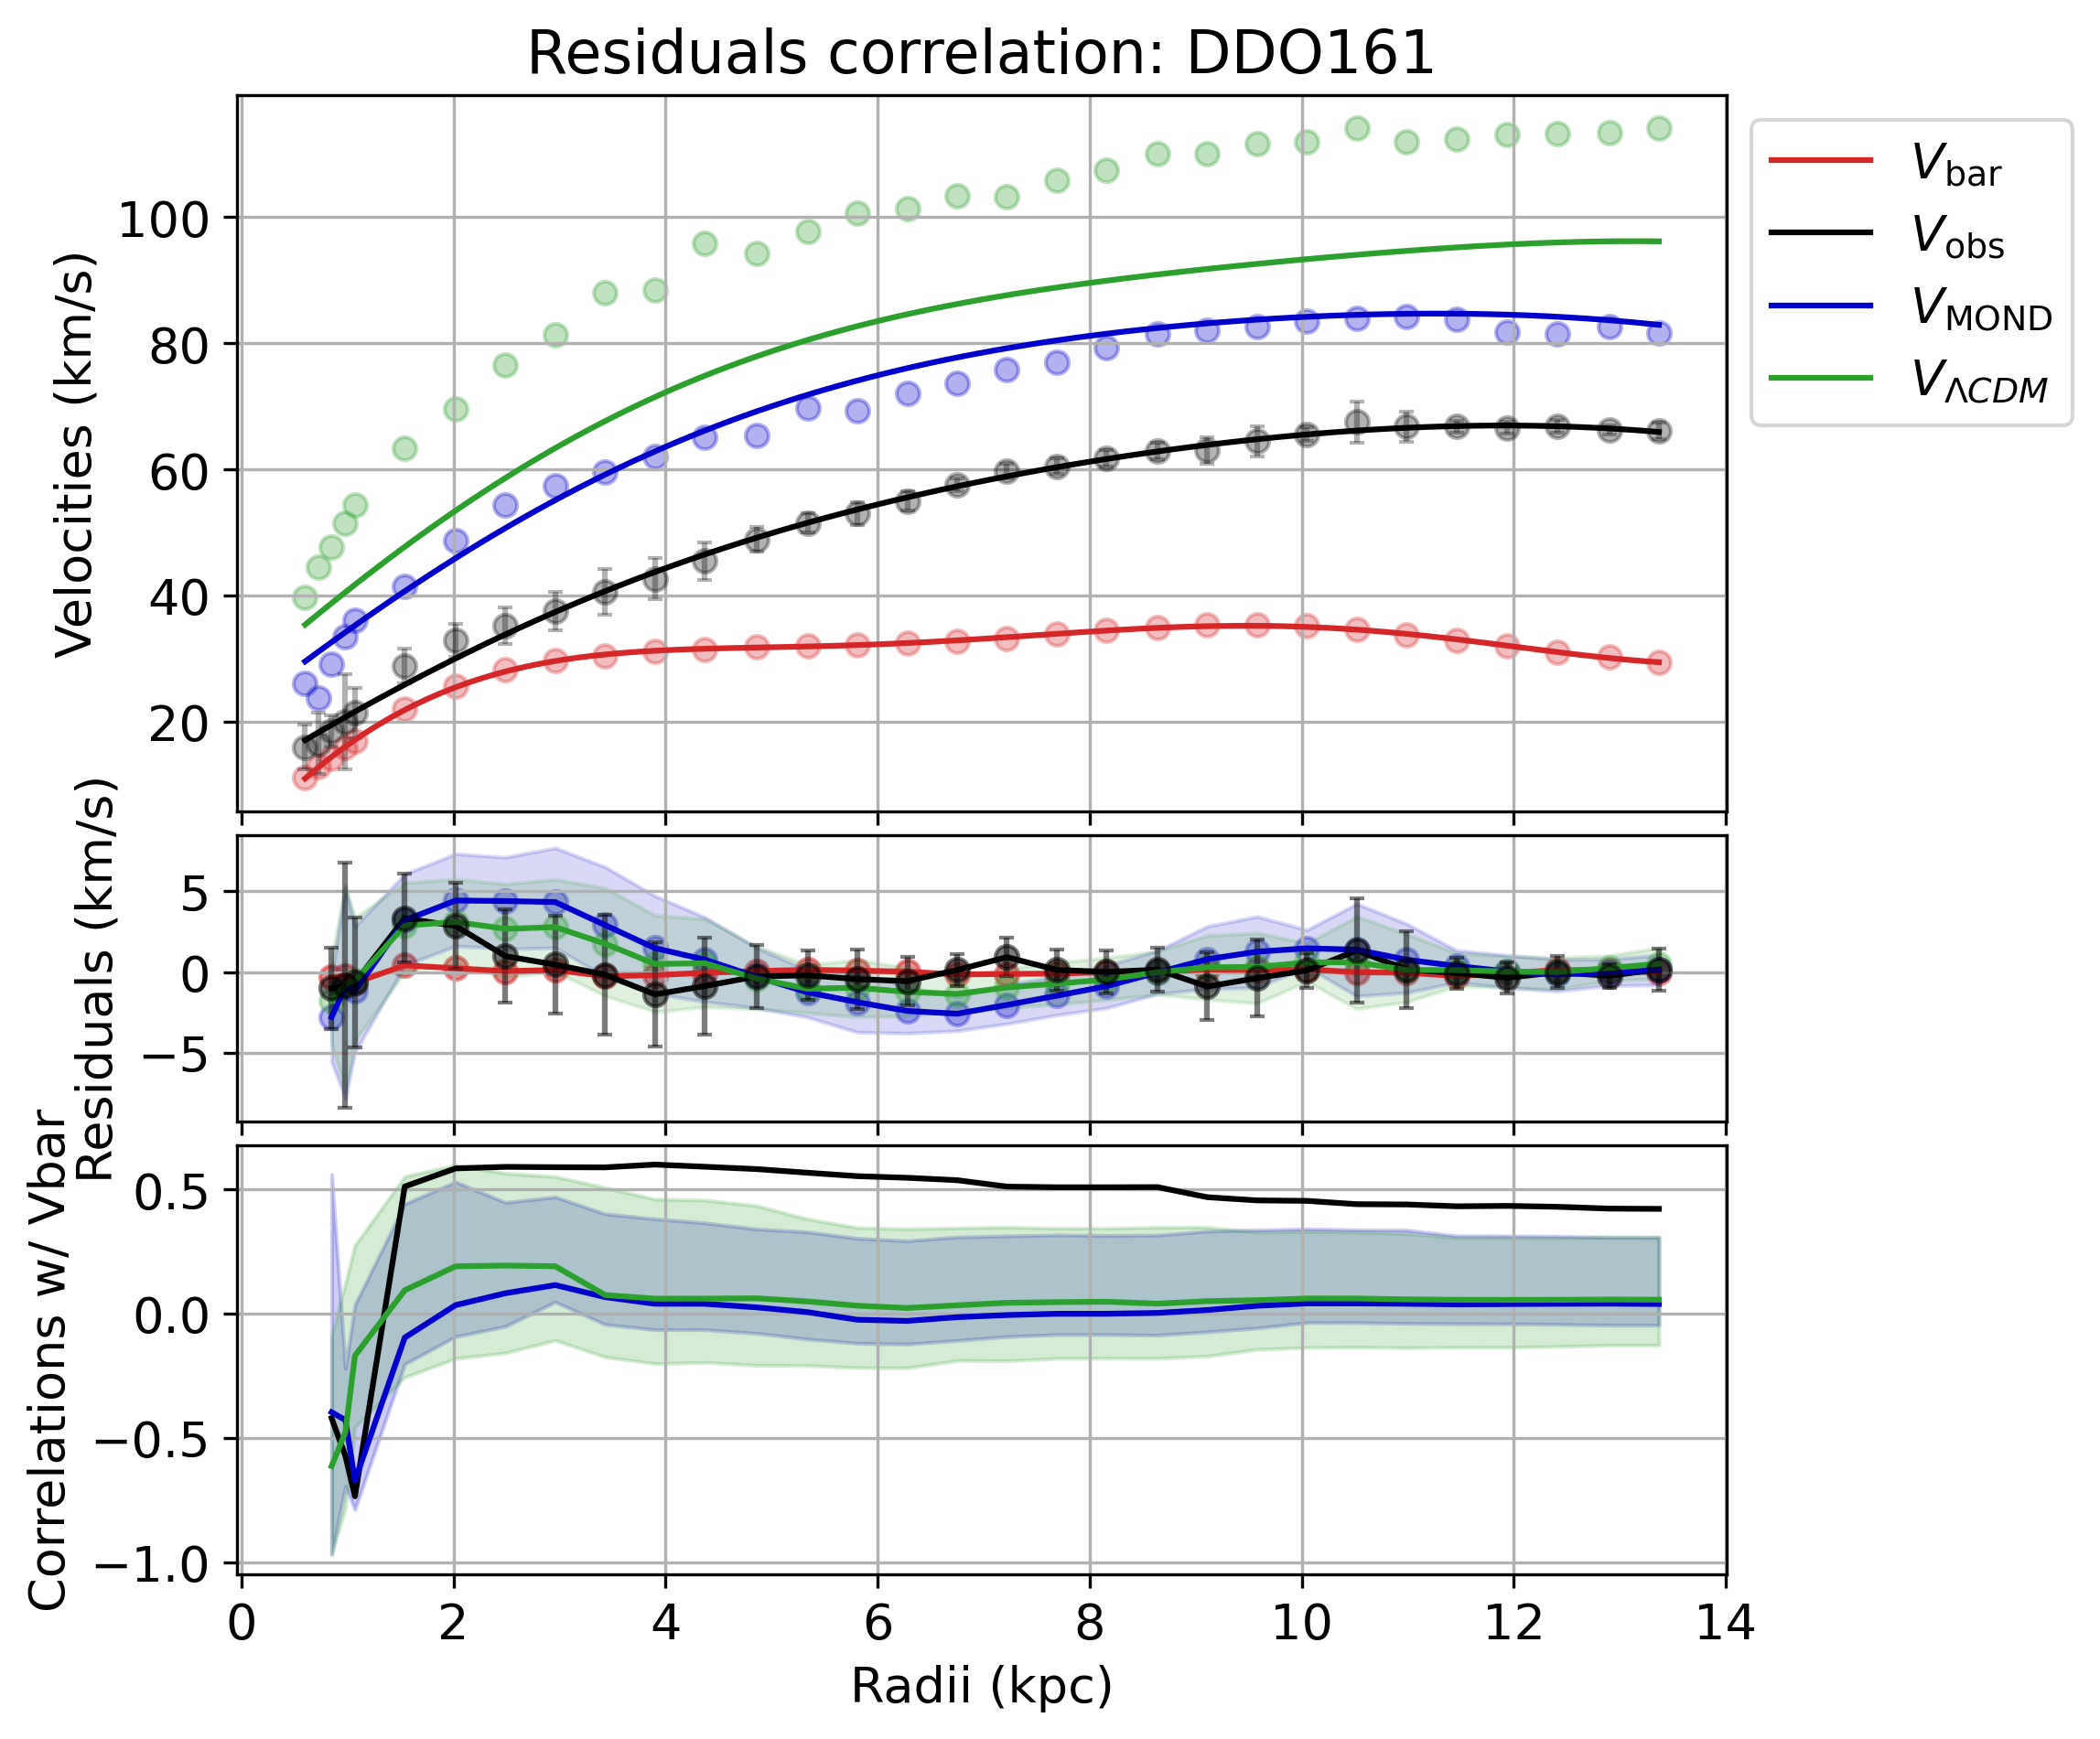 Residuals correlation: DDO161
Velocities (km/s)
100
80
60
40
20
V_bar
V_obs
V_MOND
V_ΛCDM
Residuals (km/s)
5
0
−5
Correlations w/ Vbar
0.5
0.0
−0.5
−1.0
0 2 4 6 8 10 12 14
Radii (kpc)